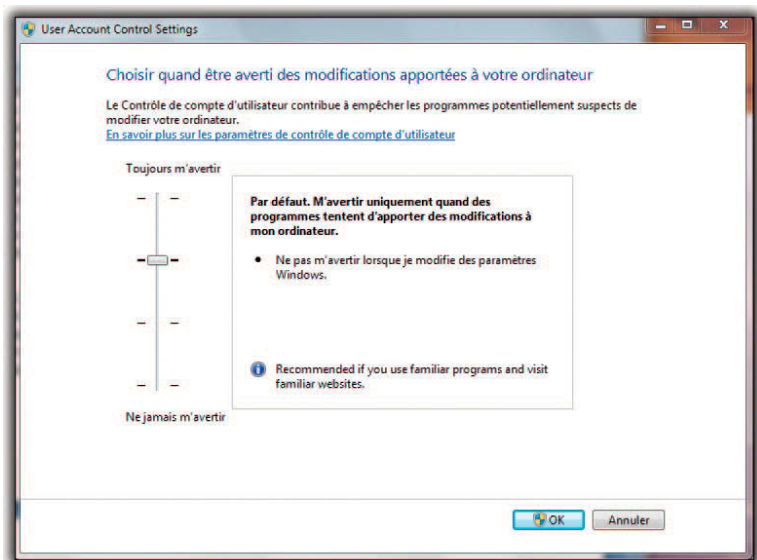 User Account Control Settings
Choisir quand être averti des modifications apportées à votre ordinateur
Le Contrôle de compte d'utilisateur contribue à empêcher les programmes potentiellement suspects de
modifier votre ordinateur.
En savoir plus sur les paramètres de contrôle de compte d'utilisateur
Toujours m'avertir
Par défaut. M'avertir uniquement quand des
programmes tentent d'apporter des modifications à
mon ordinateur.
• Ne pas m'avertir lorsque je modifie des paramètres
Windows.
Recommended if you use familiar programs and visit
familiar websites.
Ne jamais m'avertir
OK Annuler